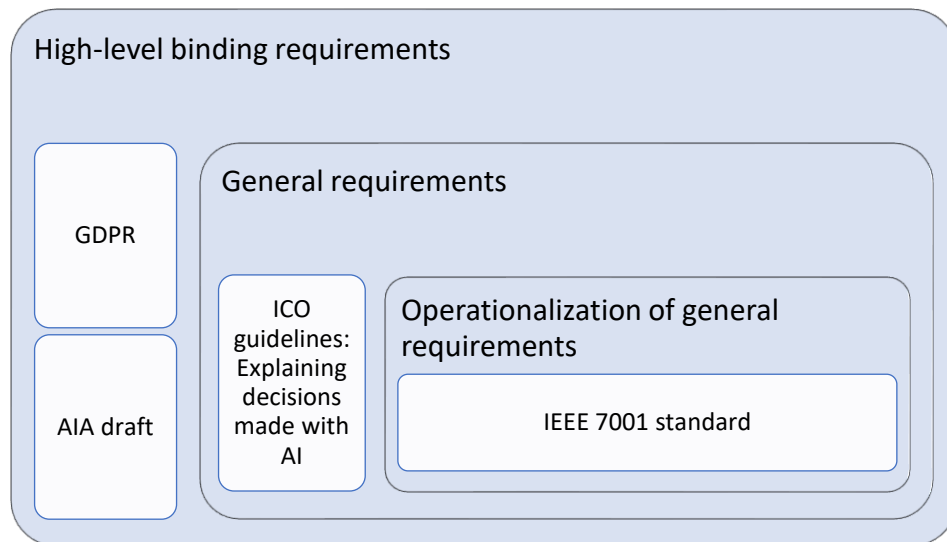 High-level binding requirements
GDPR
AIA draft
General requirements
ICO
guidelines:
Explaining
decisions
made with
AI
Operationalization of general
requirements
IEEE 7001 standard